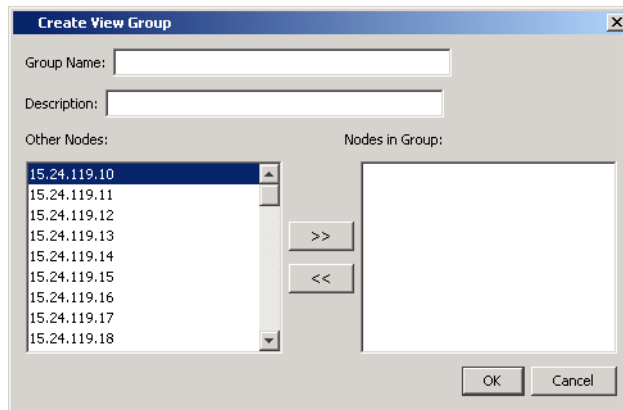 Create View Group
Group Name:
Description:
Other Nodes: Nodes in Group:
15.24.119.10
15.24.119.11
15.24.119.12
15.24.119.13
15.24.119.14
15.24.119.15
15.24.119.16
15.24.119.17
15.24.119.18
>>
<<
OK Cancel